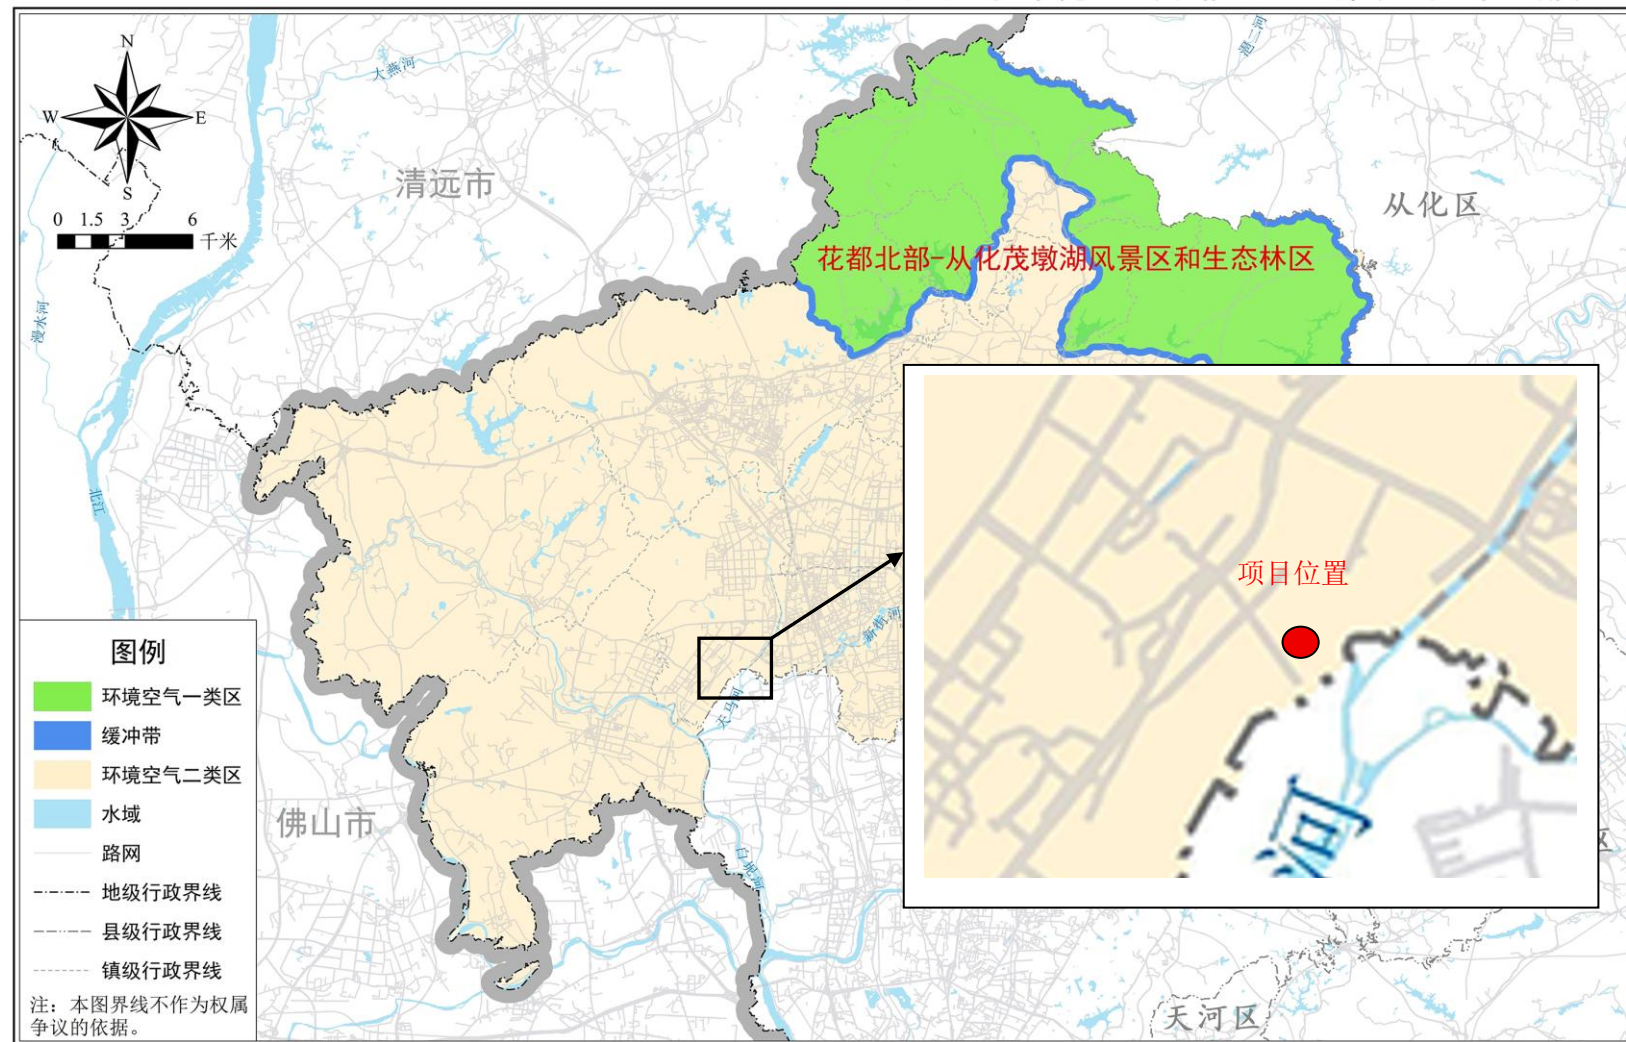 N
W
E
S
0 1.5 3 6
千米
大燕河
清远市
从化区
花都北部-从化茂墩湖风景区和生态林区
漫水河
北江
项目位置
新街河
天马河
河
佛山市
白坭河
天河区
区
图例
环境空气一类区
缓冲带
环境空气二类区
水域
路网
地级行政界线
县级行政界线
镇级行政界线
注：本图界线不作为权属
争议的依据。